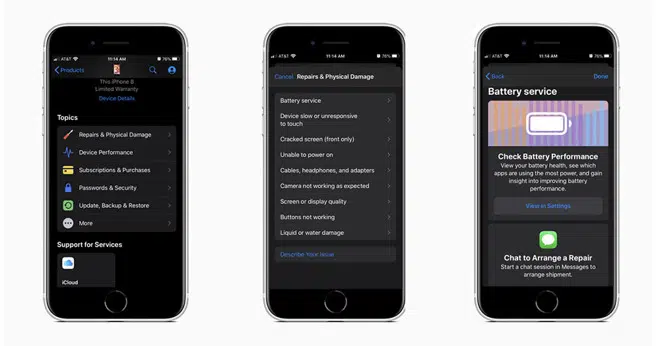 AT&T
11:14 AM
76%
Products
This iPhone 8
Limited Warranty
Device Details
Topics
Repairs & Physical Damage
Device Performance
Subscriptions & Purchases
Passwords & Security
Update, Backup & Restore
More
Support for Services
iCloud
AT&T
11:14 AM
76%
Cancel
Repairs & Physical Damage
Battery service
Device slow or unresponsive
to touch
Cracked screen (front only)
Unable to power on
Cables, headphones, and adapters
Camera not working as expected
Screen or display quality
Buttons not working
Liquid or water damage
Describe Your Issue
AT&T
11:14 AM
76%
Back
Done
Battery service
Check Battery Performance
View your battery health, see which
apps are using the most power, and gain
insight into improving battery
performance.
View in Settings
Chat to Arrange a Repair
Start a chat session in Messages to
arrange shipment.